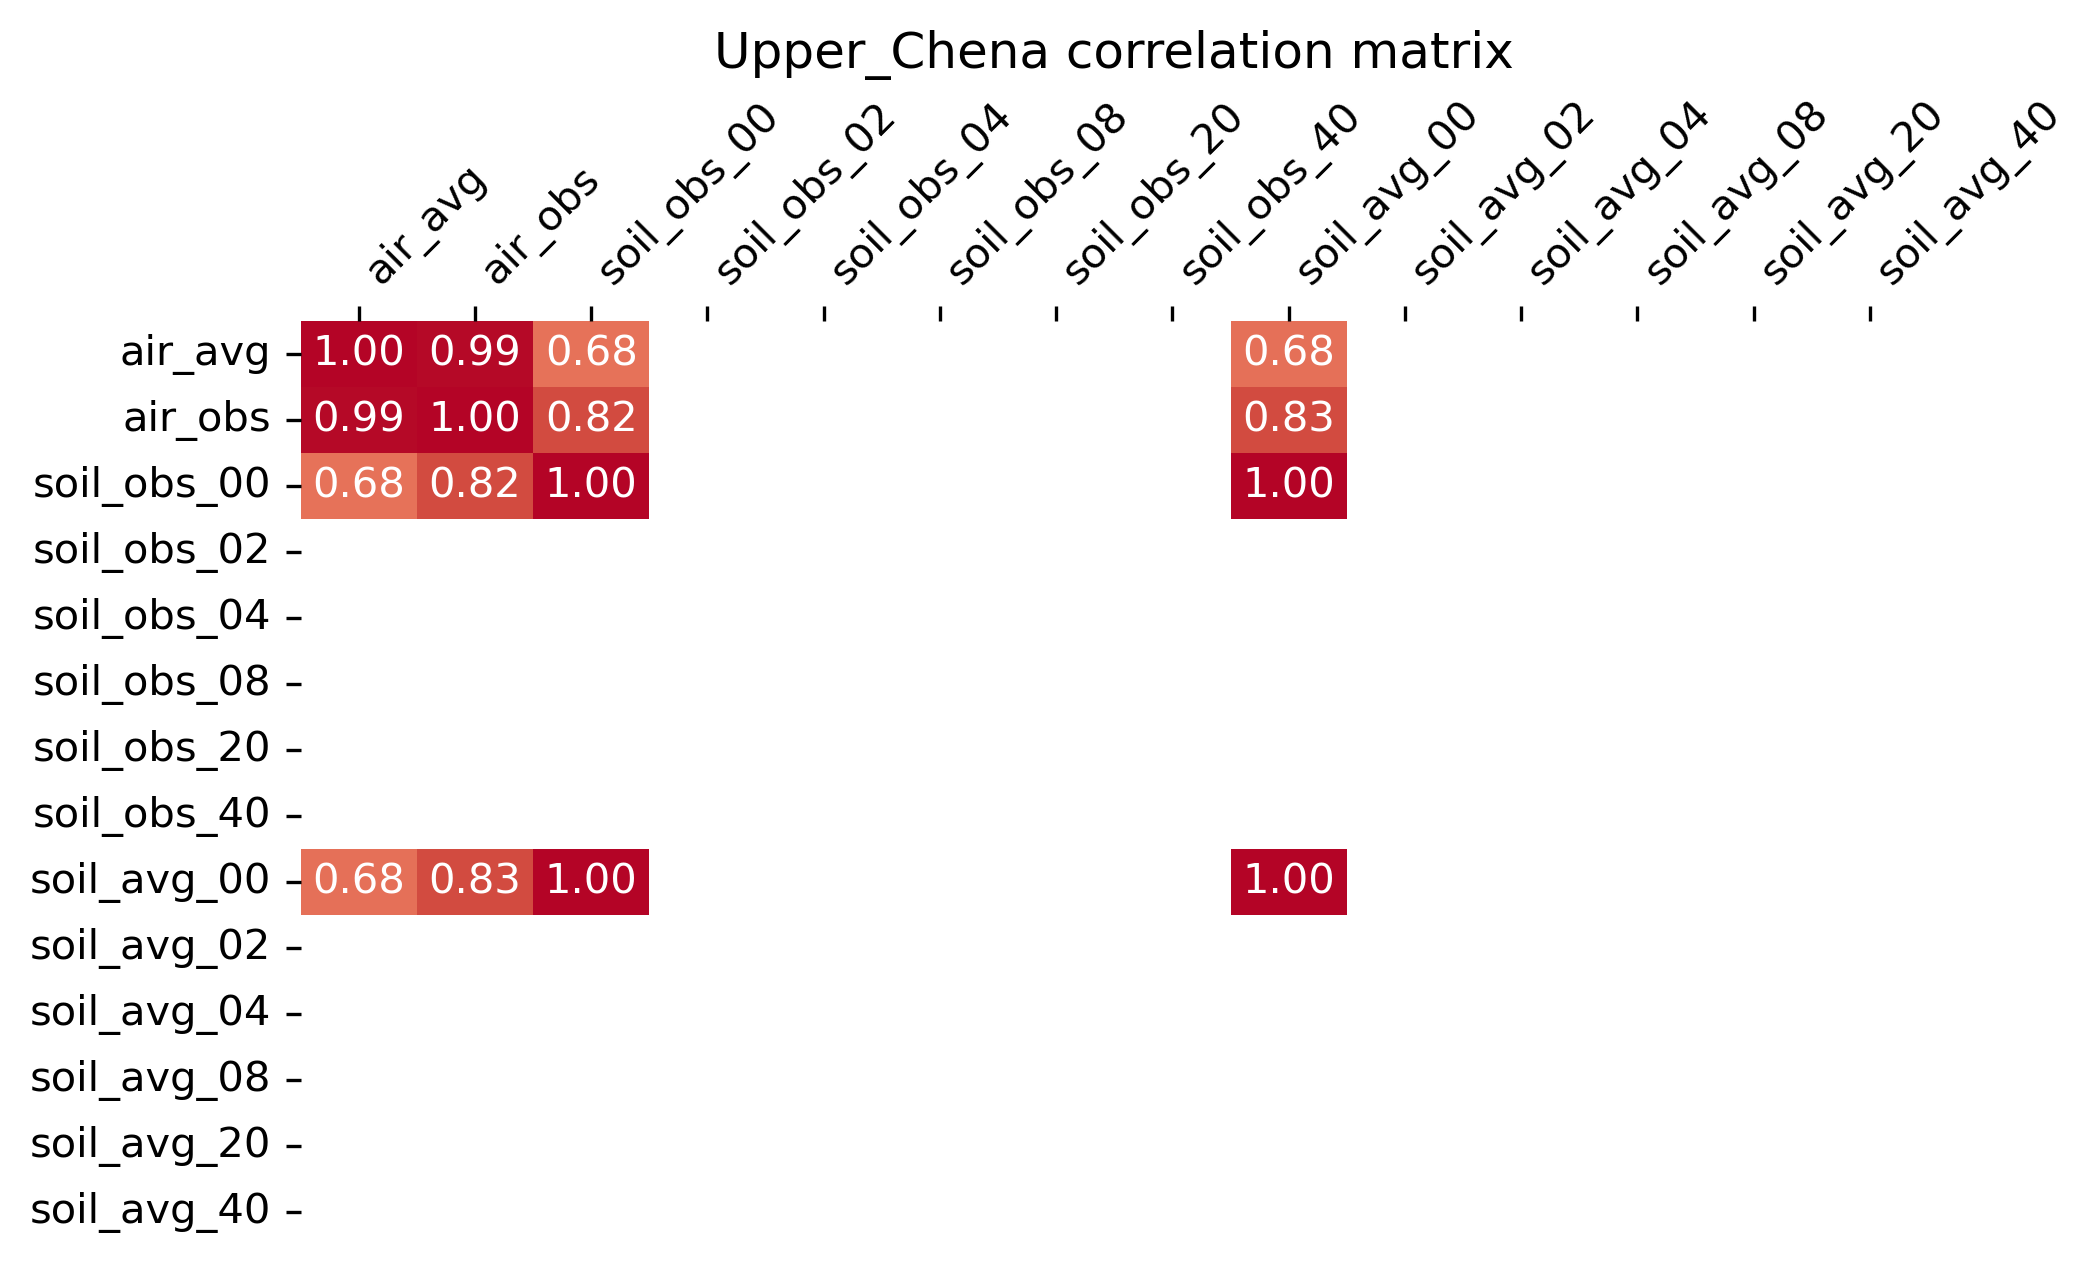 Upper_Chena correlation matrix
air_avg air_obs soil_obs_00 soil_obs_02 soil_obs_04 soil_obs_08 soil_obs_20 soil_obs_40 soil_avg_00 soil_avg_02 soil_avg_04 soil_avg_08 soil_avg_20 soil_avg_40
air_avg 1.00 0.99 0.68 0.68
air_obs 0.99 1.00 0.82 0.83
soil_obs_00 0.68 0.82 1.00 1.00
soil_obs_02
soil_obs_04
soil_obs_08
soil_obs_20
soil_obs_40
soil_avg_00 0.68 0.83 1.00 1.00
soil_avg_02
soil_avg_04
soil_avg_08
soil_avg_20
soil_avg_40